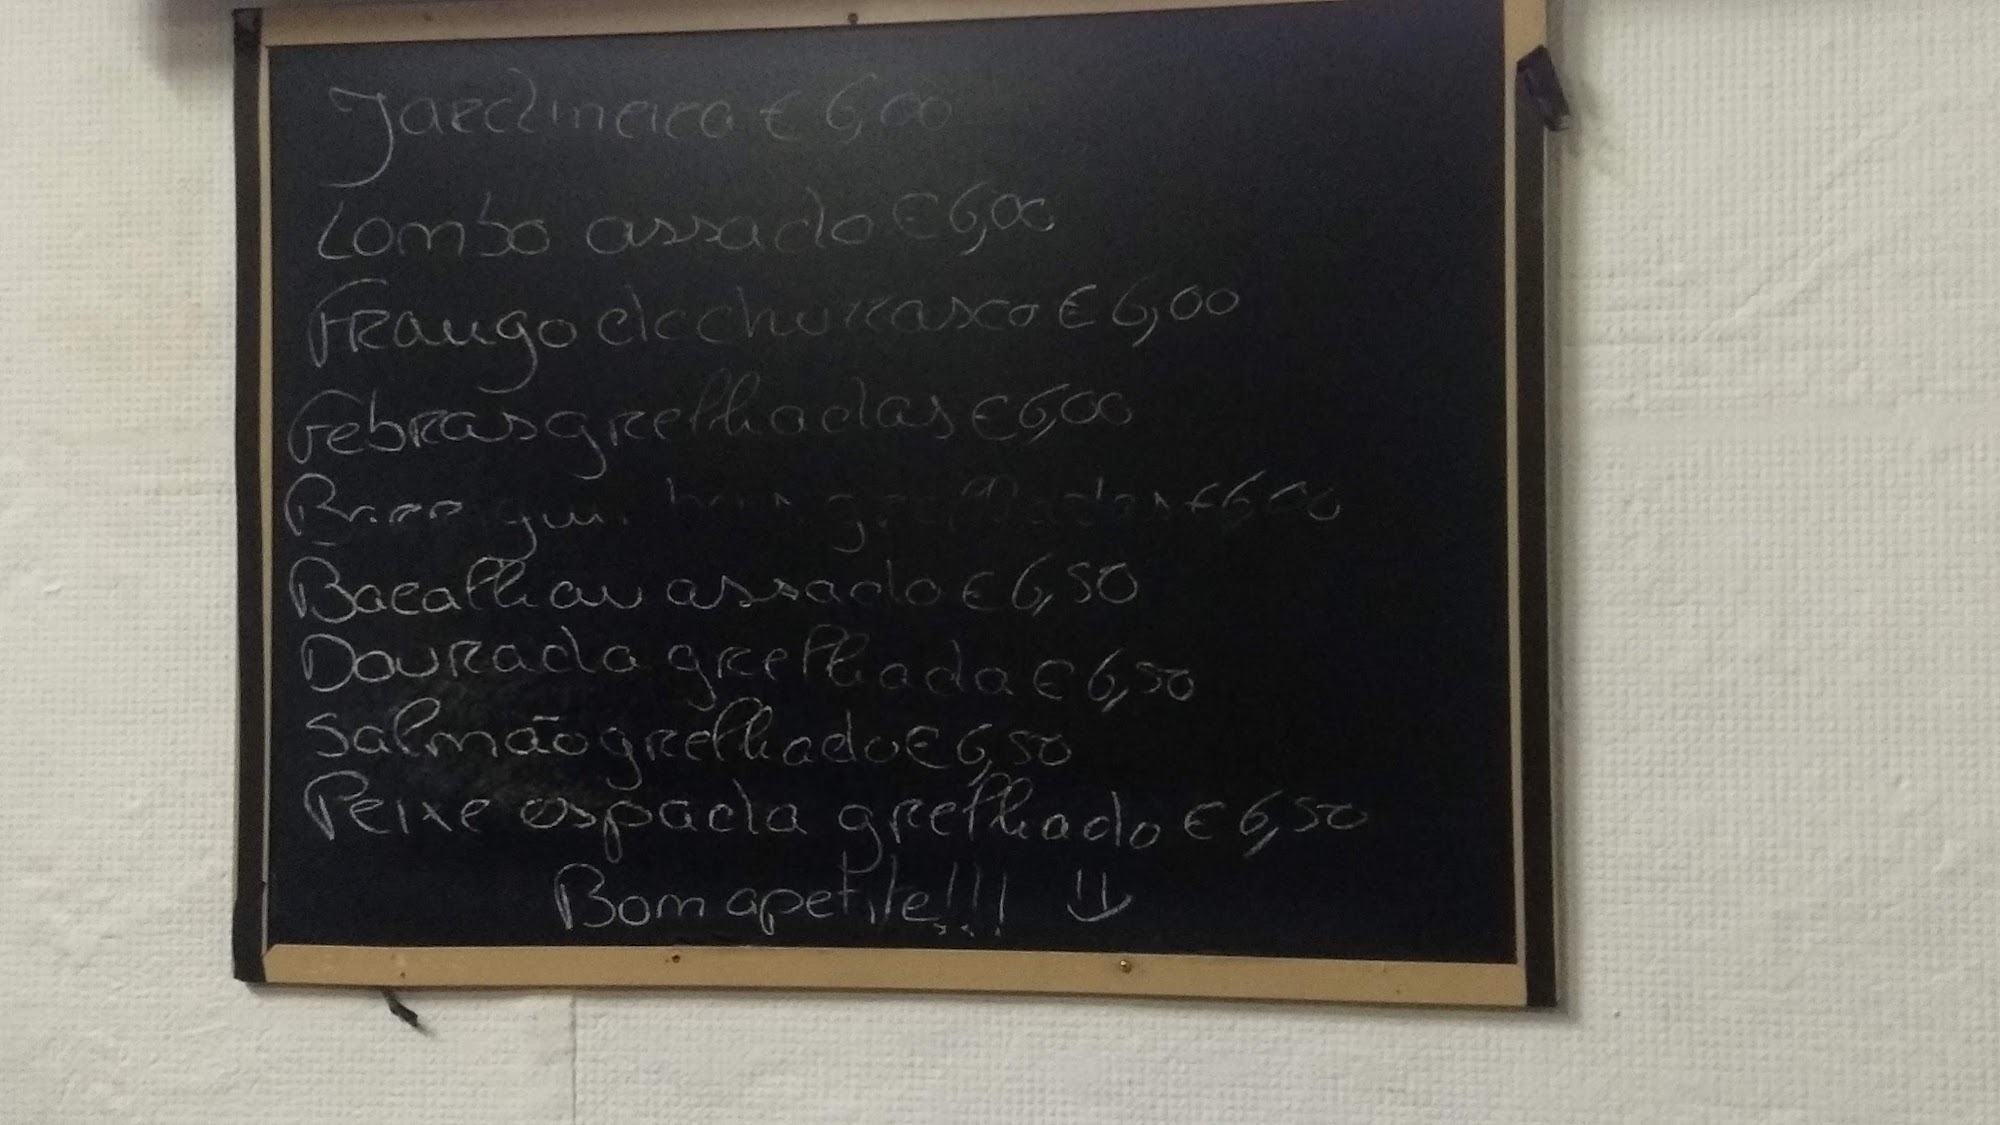 Jardineira € 6,00
Lombo assado € 6,00
Frango de churrasco € 6,00
Febras grelhadas € 6,00
grelhadas € 6,00
Bacalhau assado € 6,50
Dourada grelhada € 6,50
Salmão grelhado € 6,50
Peixe espada grelhado € 6,50
Bom apetite!!!